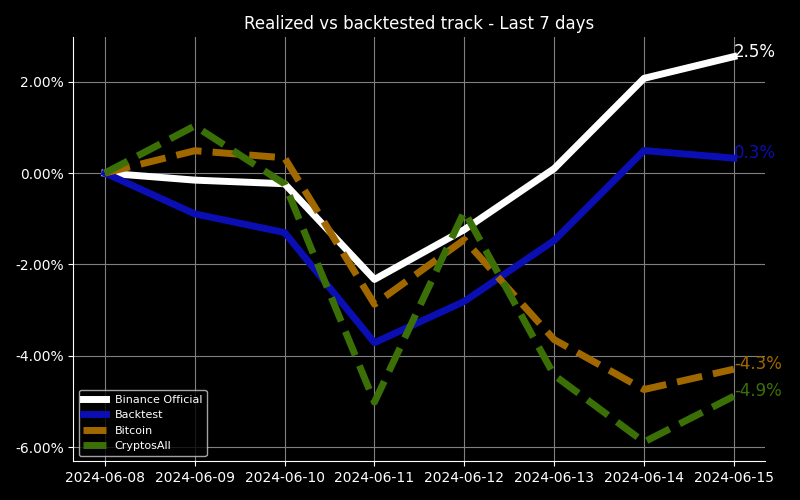 Realized vs backtested track - Last 7 days
2.00%
0.00%
-2.00%
-4.00%
-6.00%
2.5%
0.3%
-4.3%
-4.9%
Binance Official
Backtest
Bitcoin
CryptosAll
2024-06-08 2024-06-09 2024-06-10 2024-06-11 2024-06-12 2024-06-13 2024-06-14 2024-06-15